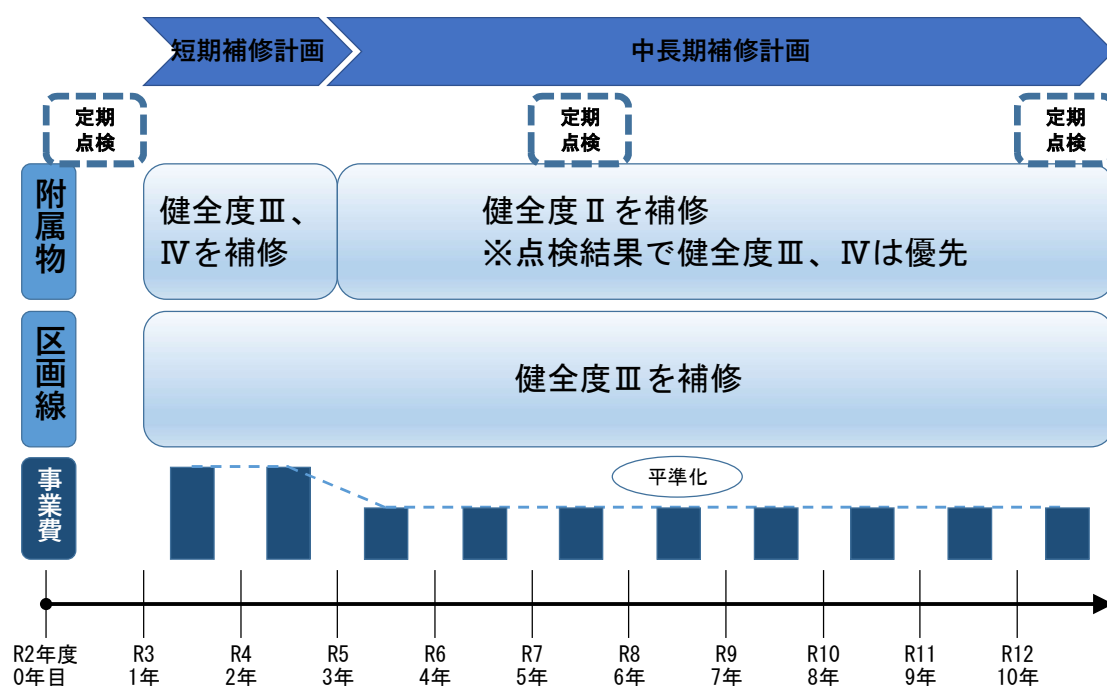 短期補修計画
中長期補修計画
定期
点検
定期
点検
定期
点検
附属物
健全度Ⅲ、
Ⅳを補修
健全度Ⅱを補修
※点検結果で健全度Ⅲ、Ⅳは優先
区画線
健全度Ⅲを補修
事業費
平準化
R2年度
0年目
R3
1年
R4
2年
R5
3年
R6
4年
R7
5年
R8
6年
R9
7年
R10
8年
R11
9年
R12
10年